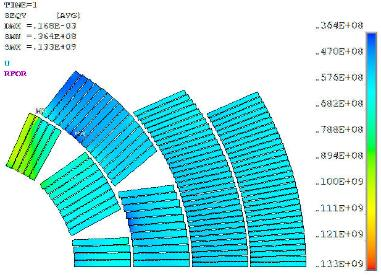 TIME=1
SEQV (AVG)
DMX =.168E-03
SMN =.364E+08
SMX =.133E+09
U
RFOR
.364E+08
.470E+08
.576E+08
.682E+08
.788E+08
.894E+08
.100E+09
.111E+09
.121E+09
.133E+09